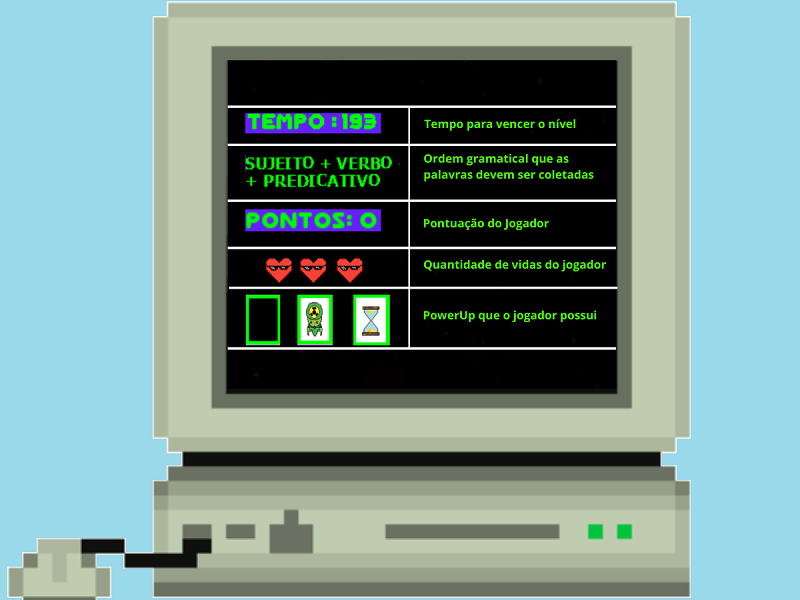 TEMPO : 193
Tempo para vencer o nível
SUJEITO + VERBO
+ PREDICATIVO
Ordem gramatical que as
palavras devem ser coletadas
PONTOS: 0
Pontuação do Jogador
Quantidade de vidas do jogador
PowerUp que o jogador possui